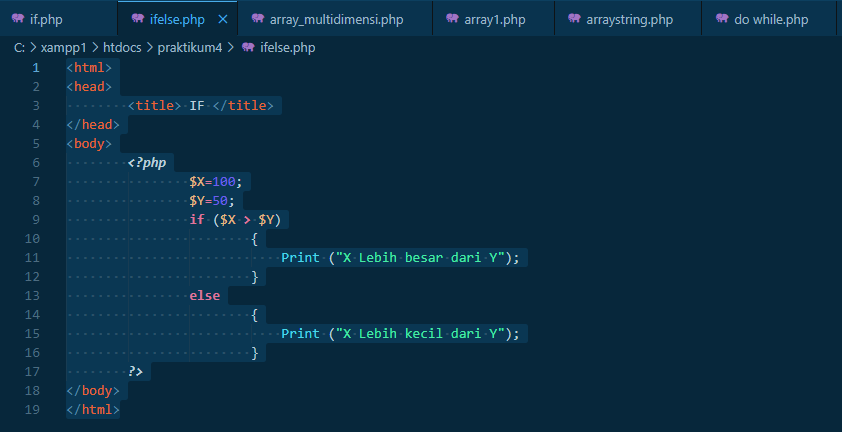 if.php ifelse.php × array_multidimensi.php array1.php arraystring.php do while.php
C: > xampp1 > htdocs > praktikum4 > ifelse.php
1 <html>
2 <head>
3 <title> IF </title>
4 </head>
5 <body>
6 <?php
7 $X=100;
8 $Y=50;
9 if ($X > $Y)
10 {
11 Print ("X Lebih besar dari Y");
12 }
13 else
14 {
15 Print ("X Lebih kecil dari Y");
16 }
17 ?>
18 </body>
19 </html>